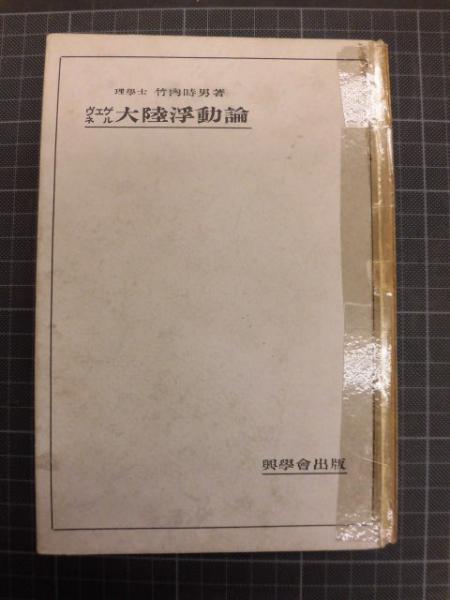 理學士 竹內時男著
ヴェゲネル 大陸浮動論
興學會出版